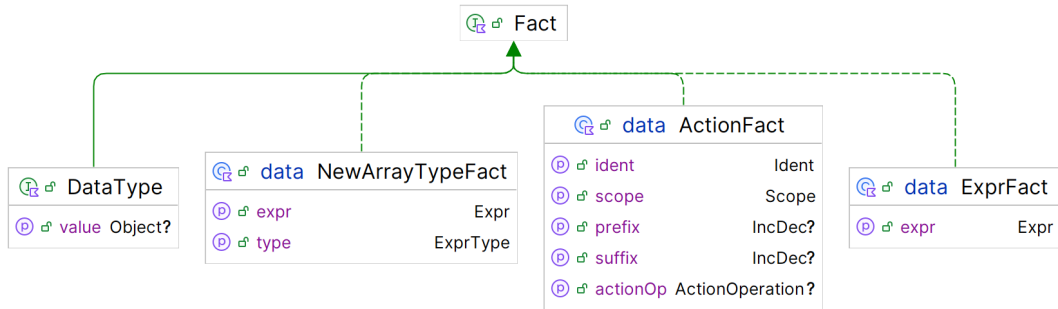 Fact
DataType
value Object?
data NewArrayTypeFact
expr Expr
type ExprType
data ActionFact
ident Ident
scope Scope
prefix IncDec?
suffix IncDec?
actionOp ActionOperation?
data ExprFact
expr Expr